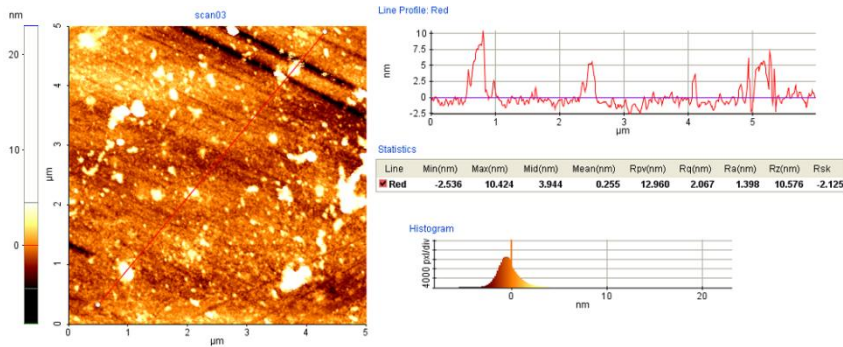 nm
20
10
0
scan03
5
4
3
2
1
0
µm
0
1
2
3
4
5
µm
Line Profile: Red
10
7.5
5
2.5
0
-2.5
nm
0
1
2
3
4
5
µm
Statistics
Line Min(nm) Max(nm) Mid(nm) Mean(nm) Rpv(nm) Rq(nm) Ra(nm) Rz(nm) Rsk
Red -2.536 10.424 3.944 0.255 12.960 2.067 1.398 10.576 -2.125
Histogram
4000 pxl/div
0
10
20
nm